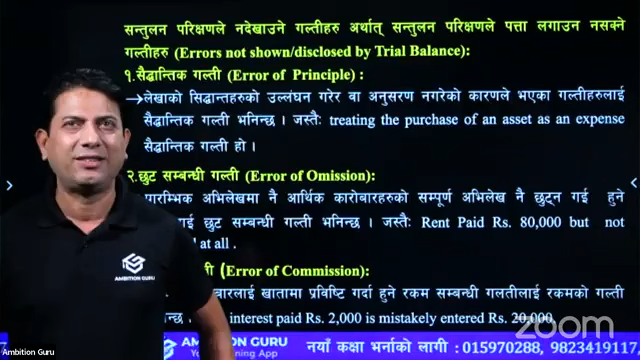 सन्तुलन परिक्षणले नदेखाउने गल्तीहरु अर्थात् सन्तुलन परिक्षणले पत्ता लगाउन नसक्ने
गल्तीहरु (Errors not shown/disclosed by Trial Balance)
१.सैद्धान्तिक गल्ती (Error of Principle) :
→लेखाको सिद्धान्तहरुको उल्लंघन गरेर वा अनुसरण नगरेको कारणले भएका गल्तीहरुलाई
सैद्धान्तिक गल्ती भनिन्छ । जस्तैः treating the purchase of an asset as an expense
सैद्धान्तिक गल्ती हो ।
२.छुट सम्बन्धी गल्ती (Error of Omission)
प्रारम्भिक अभिलेखमा नै आर्थिक कारोबारहरुको सम्पूर्ण अभिलेख नै छुट्न गई हुने
लाई छुट सम्बन्धी गल्ती भनिन्छ । जस्तैः Rent Paid Rs. 80,000 but not
at all .
(Error of Commission):
खातामा प्रविष्टि गर्दा हुने रकम सम्बन्धी गलतीलाई रकमको गल्ती
interest paid Rs. 2,000 is mistakely entered Rs. 20,000.
AMBITION GURU
zoom
AMBITION GURU
Learning App
नयाँ कक्षा भर्नाको लागी : 015970288, 9823419117
Ambition Guru